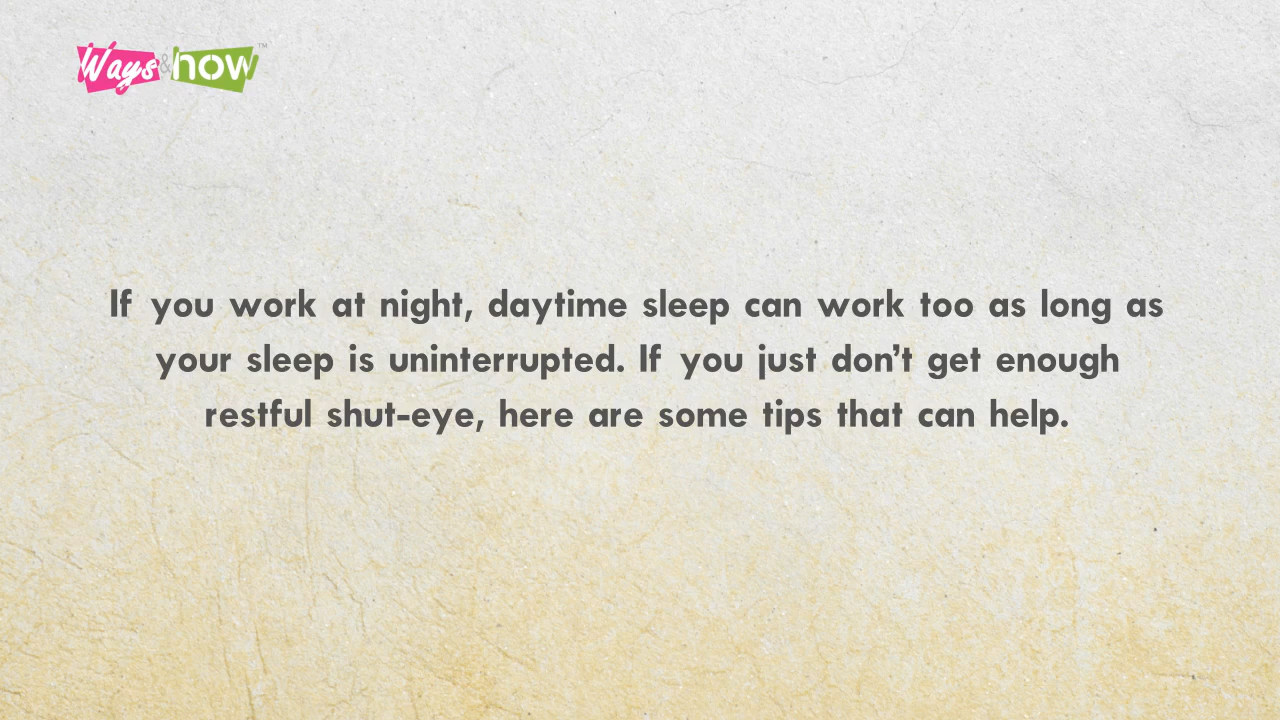 Ways&how™
If you work at night, daytime sleep can work too as long as
your sleep is uninterrupted. If you just don’t get enough
restful shut-eye, here are some tips that can help.